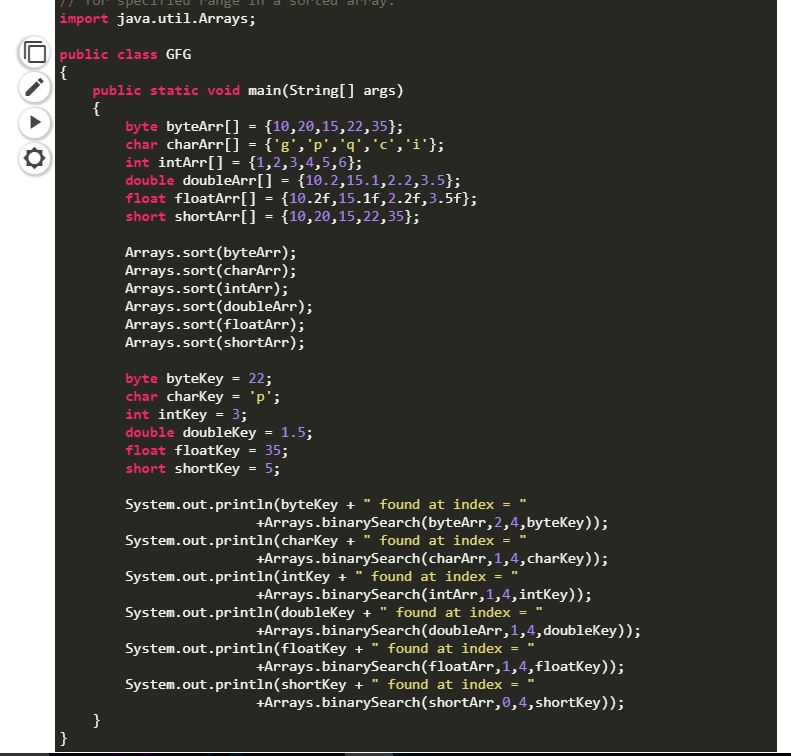 // for specified range in a sorted array.
import java.util.Arrays;
public class GFG
{
public static void main(String[] args)
{
byte byteArr[] = {10,20,15,22,35};
char charArr[] = {'g','p','q','c','i'};
int intArr[] = {1,2,3,4,5,6};
double doubleArr[] = {10.2,15.1,2.2,3.5};
float floatArr[] = {10.2f,15.1f,2.2f,3.5f};
short shortArr[] = {10,20,15,22,35};
Arrays.sort(byteArr);
Arrays.sort(charArr);
Arrays.sort(intArr);
Arrays.sort(doubleArr);
Arrays.sort(floatArr);
Arrays.sort(shortArr);
byte byteKey = 22;
char charKey = 'p';
int intKey = 3;
double doubleKey = 1.5;
float floatKey = 35;
short shortKey = 5;
System.out.println(byteKey + " found at index = "
+Arrays.binarySearch(byteArr,2,4,byteKey));
System.out.println(charKey + " found at index = "
+Arrays.binarySearch(charArr,1,4,charKey));
System.out.println(intKey + " found at index = "
+Arrays.binarySearch(intArr,1,4,intKey));
System.out.println(doubleKey + " found at index = "
+Arrays.binarySearch(doubleArr,1,4,doubleKey));
System.out.println(floatKey + " found at index = "
+Arrays.binarySearch(floatArr,1,4,floatKey));
System.out.println(shortKey + " found at index = "
+Arrays.binarySearch(shortArr,0,4,shortKey));
}
}